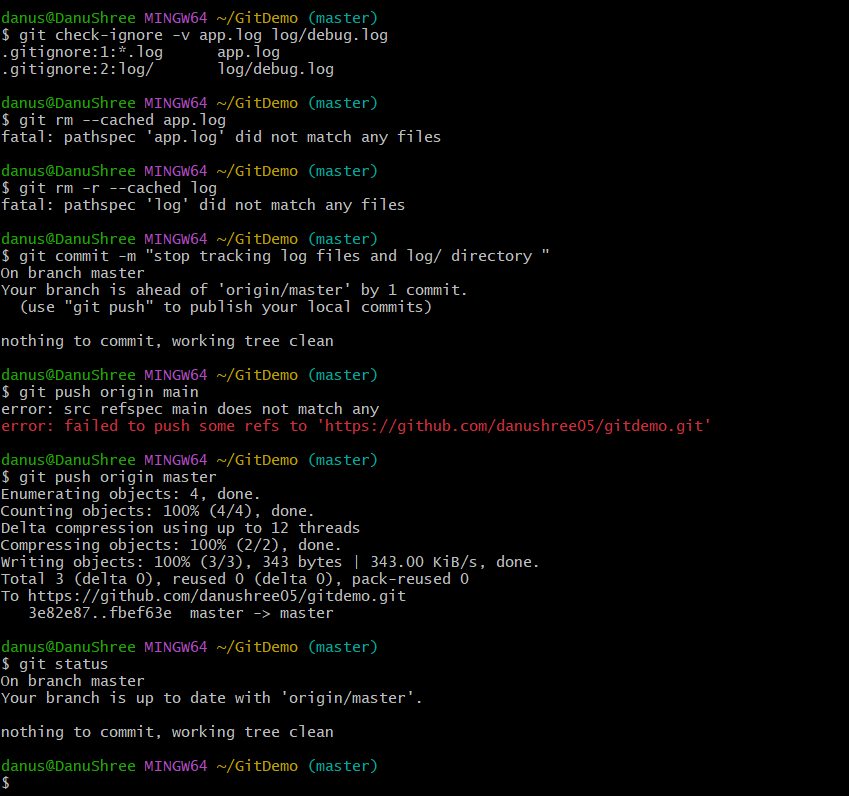 danus@DanuShree MINGW64 ~/GitDemo (master)
$ git check-ignore -v app.log log/debug.log
.gitignore:1:*.log      app.log
.gitignore:2:log/       log/debug.log

danus@DanuShree MINGW64 ~/GitDemo (master)
$ git rm --cached app.log
fatal: pathspec 'app.log' did not match any files

danus@DanuShree MINGW64 ~/GitDemo (master)
$ git rm -r --cached log
fatal: pathspec 'log' did not match any files

danus@DanuShree MINGW64 ~/GitDemo (master)
$ git commit -m "stop tracking log files and log/ directory "
On branch master
Your branch is ahead of 'origin/master' by 1 commit.
  (use "git push" to publish your local commits)

nothing to commit, working tree clean

danus@DanuShree MINGW64 ~/GitDemo (master)
$ git push origin main
error: src refspec main does not match any
error: failed to push some refs to 'https://github.com/danushree05/gitdemo.git'

danus@DanuShree MINGW64 ~/GitDemo (master)
$ git push origin master
Enumerating objects: 4, done.
Counting objects: 100% (4/4), done.
Delta compression using up to 12 threads
Compressing objects: 100% (2/2), done.
Writing objects: 100% (3/3), 343 bytes | 343.00 KiB/s, done.
Total 3 (delta 0), reused 0 (delta 0), pack-reused 0
To https://github.com/danushree05/gitdemo.git
   3e82e87..fbef63e  master -> master

danus@DanuShree MINGW64 ~/GitDemo (master)
$ git status
On branch master
Your branch is up to date with 'origin/master'.

nothing to commit, working tree clean

danus@DanuShree MINGW64 ~/GitDemo (master)
$